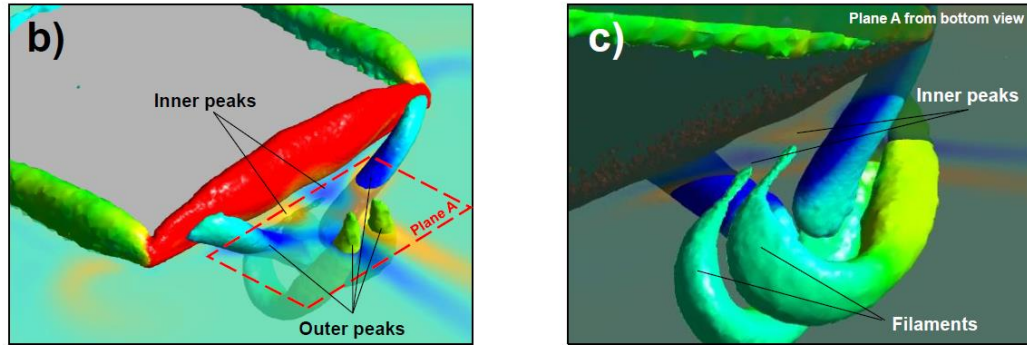 b)
Inner peaks
Plane A
Outer peaks
c)
Plane A from bottom view
Inner peaks
Filaments